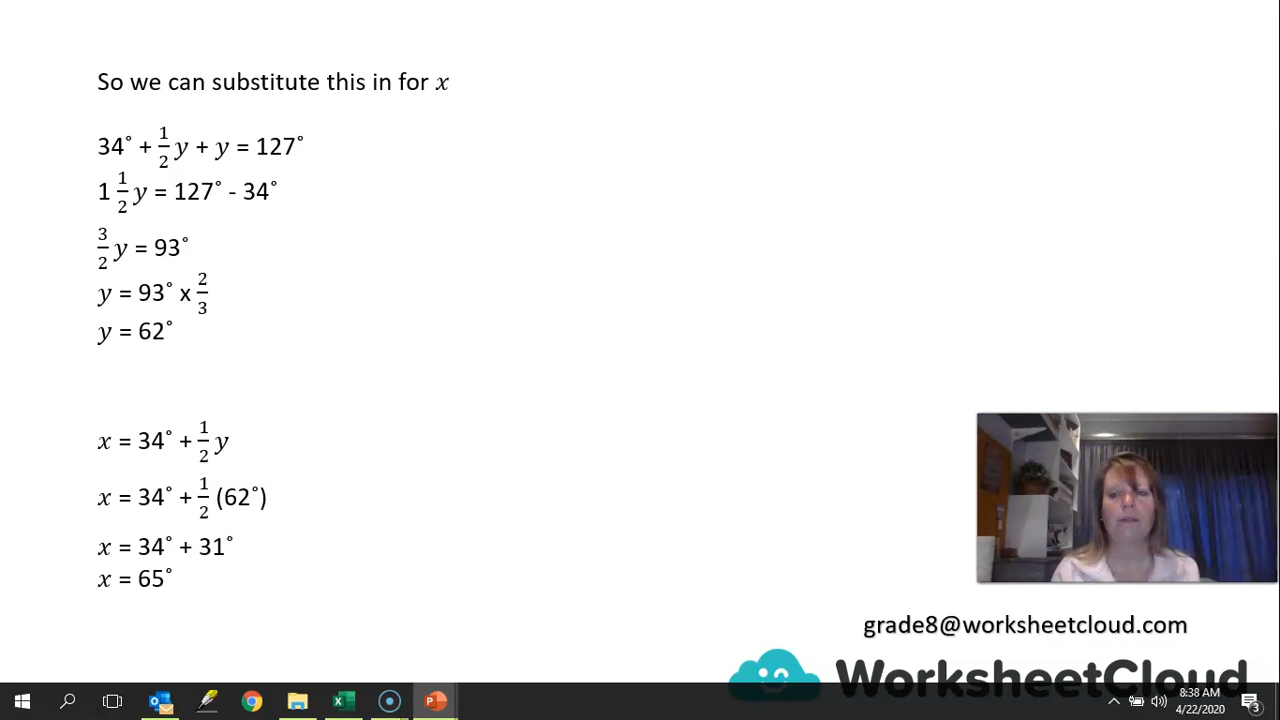 So we can substitute this in for x
34° + 1/2 y + y = 127°
1 1/2 y = 127° - 34°
3/2 y = 93°
y = 93° x 2/3
y = 62°
x = 34° + 1/2 y
x = 34° + 1/2 (62°)
x = 34° + 31°
x = 65°
grade8@worksheetcloud.com
WorksheetCloud
8:38 AM
4/22/2020
3